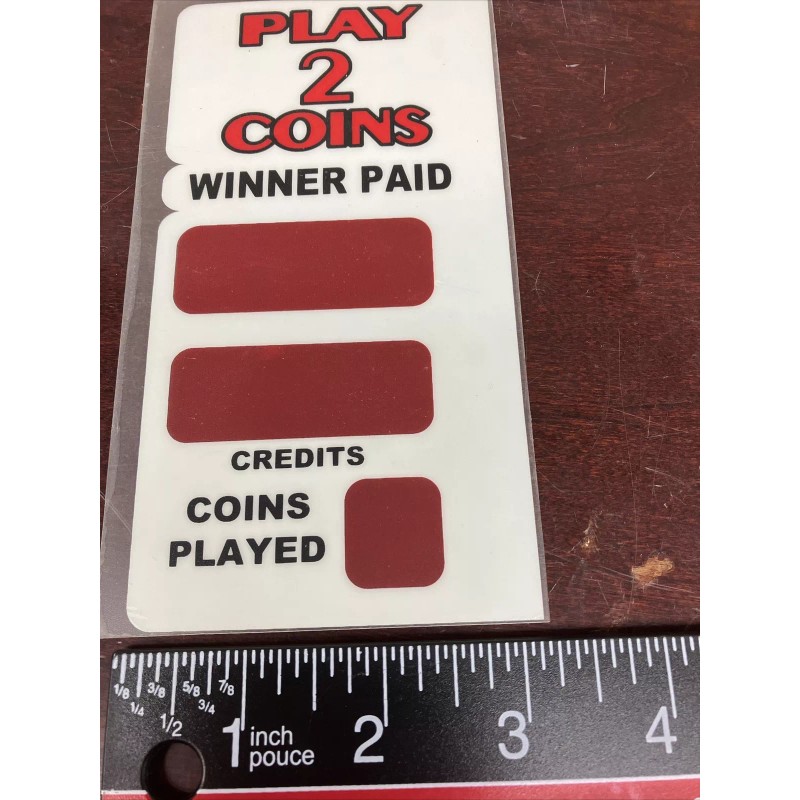 PLAY
2
COINS
WINNER PAID
CREDITS
COINS
PLAYED
1/8 1/4 3/8 1/2 5/8 3/4 7/8
1 inch pouce 2 3 4